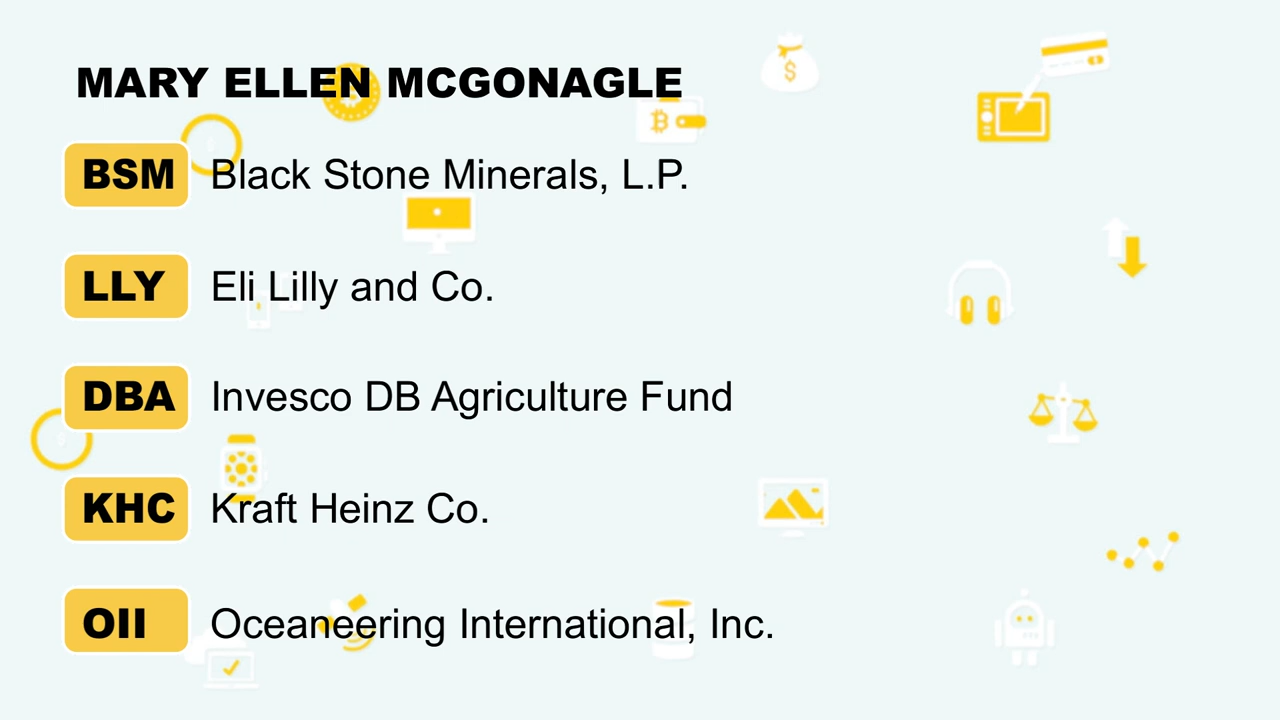 MARY ELLEN MCGONAGLE
BSM Black Stone Minerals, L.P.
LLY Eli Lilly and Co.
DBA Invesco DB Agriculture Fund
KHC Kraft Heinz Co.
OII Oceaneering International, Inc.